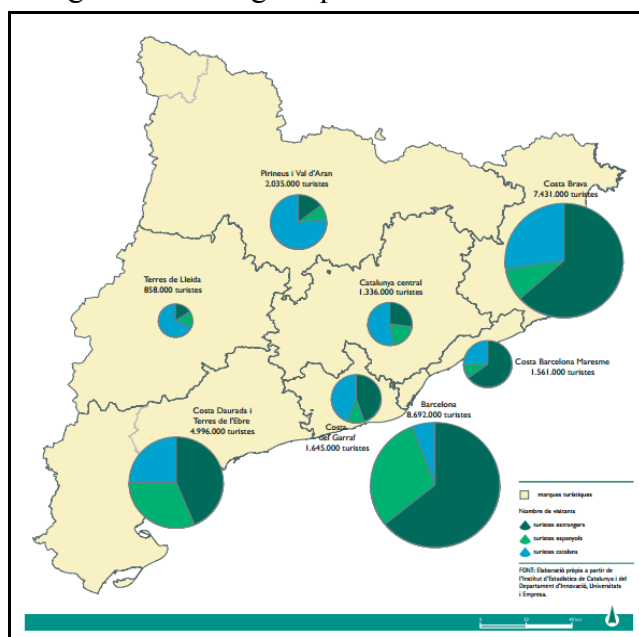 Pirineus i Val d'Aran
2.035.000 turistes
Costa Brava
7.431.000 turistes
Terres de Lleida
858.000 turistes
Catalunya central
1.336.000 turistes
Costa Barcelona Maresme
1.561.000 turistes
Costa Daurada i
Terres de l'Ebre
4.996.000 turistes
Costa
del Garraf
1.645.000 turistes
Barcelona
8.692.000 turistes
marques turístiques
Nombre de visitants
turistes estrangers
turistes espanyols
turistes catalans
FONT: Elaboració pròpia a partir de
l'Institut d'Estadística de Catalunya i del
Departament d'Innovació, Universitats
i Empresa.
0 20 40 km